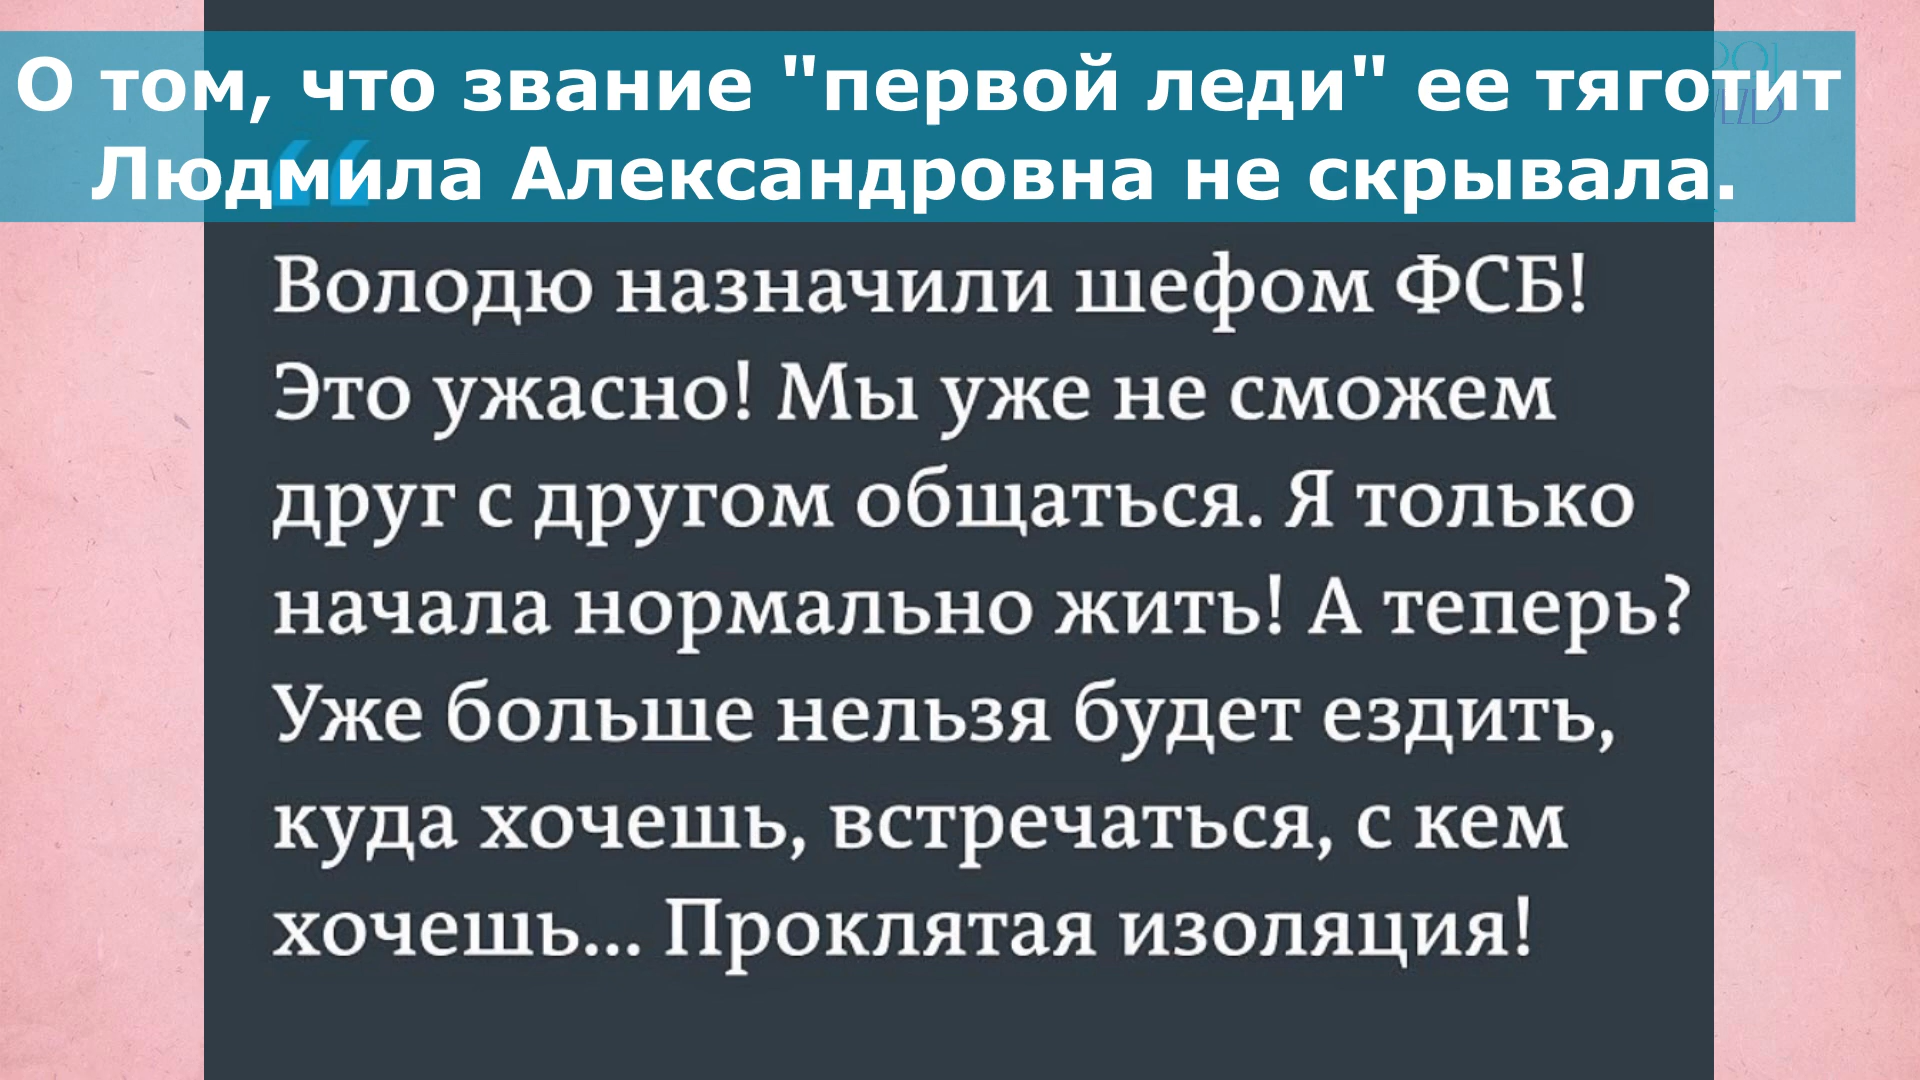 О том, что звание "первой леди" ее тяготит
Людмила Александровна не скрывала.
Володю назначили шефом ФСБ!
Это ужасно! Мы уже не сможем
друг с другом общаться. Я только
начала нормально жить! А теперь?
Уже больше нельзя будет ездить,
куда хочешь, встречаться, с кем
хочешь... Проклятая изоляция!